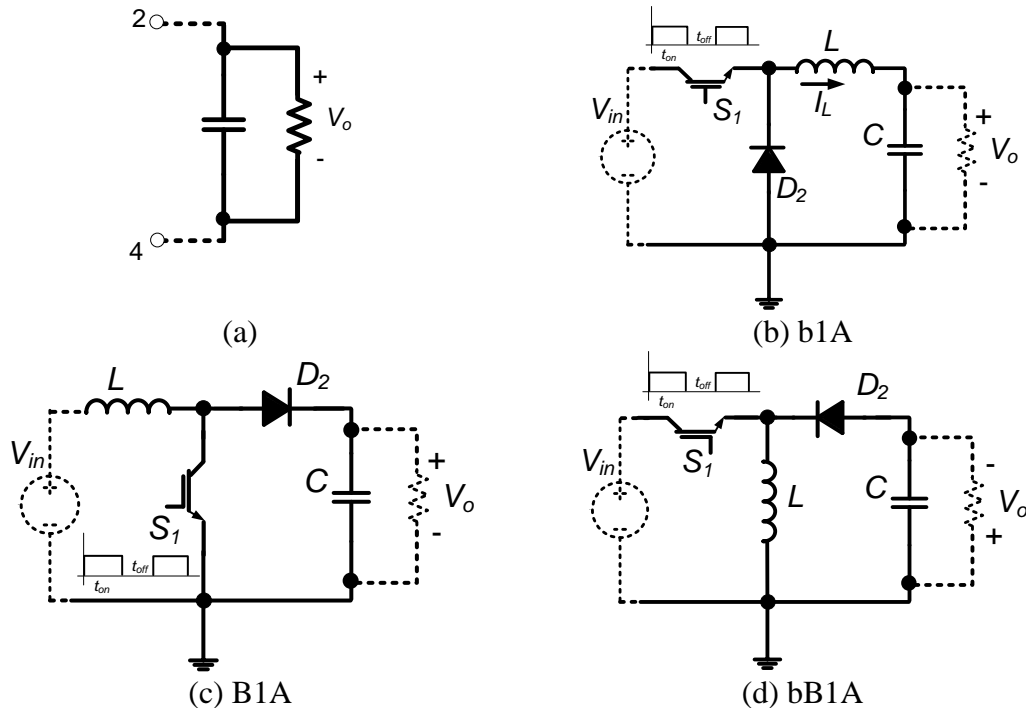 2
+
Vo
-
4
(a)
toff
ton
L
S1
IL
Vin
D2
C
+
Vo
-
(b) b1A
L
D2
Vin
S1
toff
ton
C
+
Vo
-
(c) B1A
toff
ton
D2
S1
Vin
L
C
-
Vo
+
(d) bB1A